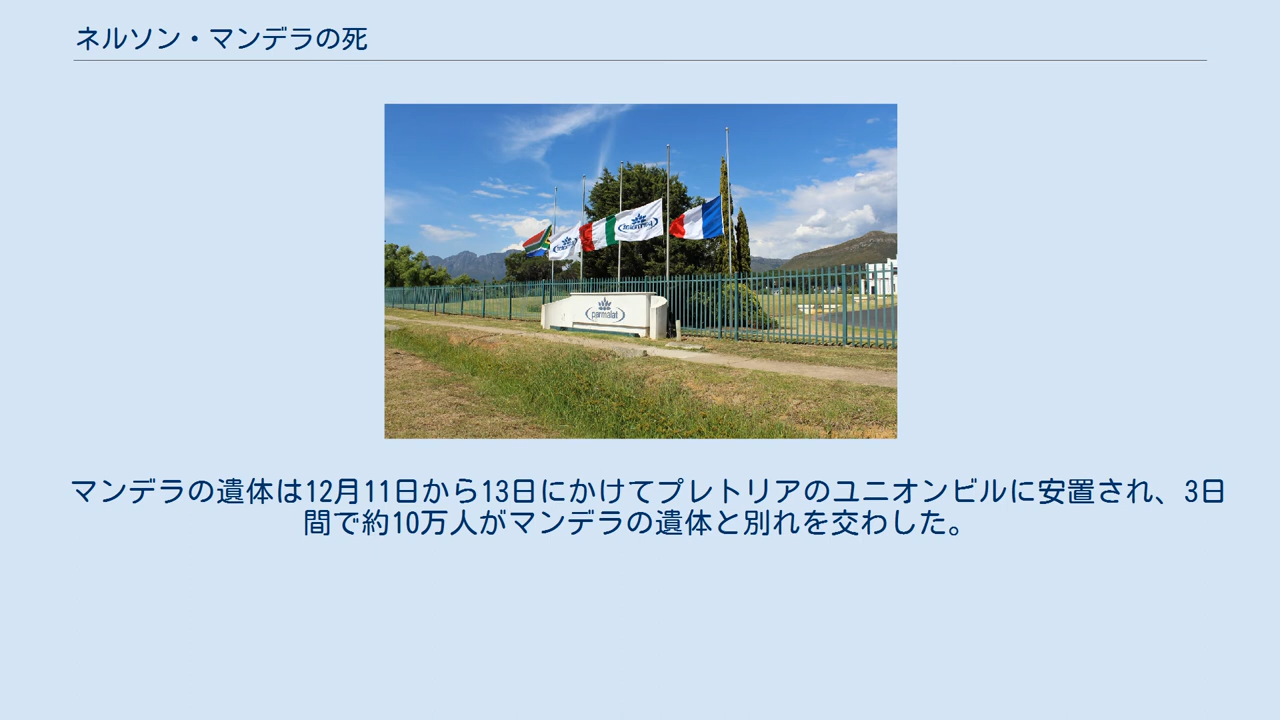 ネルソン・マンデラの死
parmalat
マンデラの遺体は12月11日から13日にかけてプレトリアのユニオンビルに安置され、3日
間で約10万人がマンデラの遺体と別れを交わした。